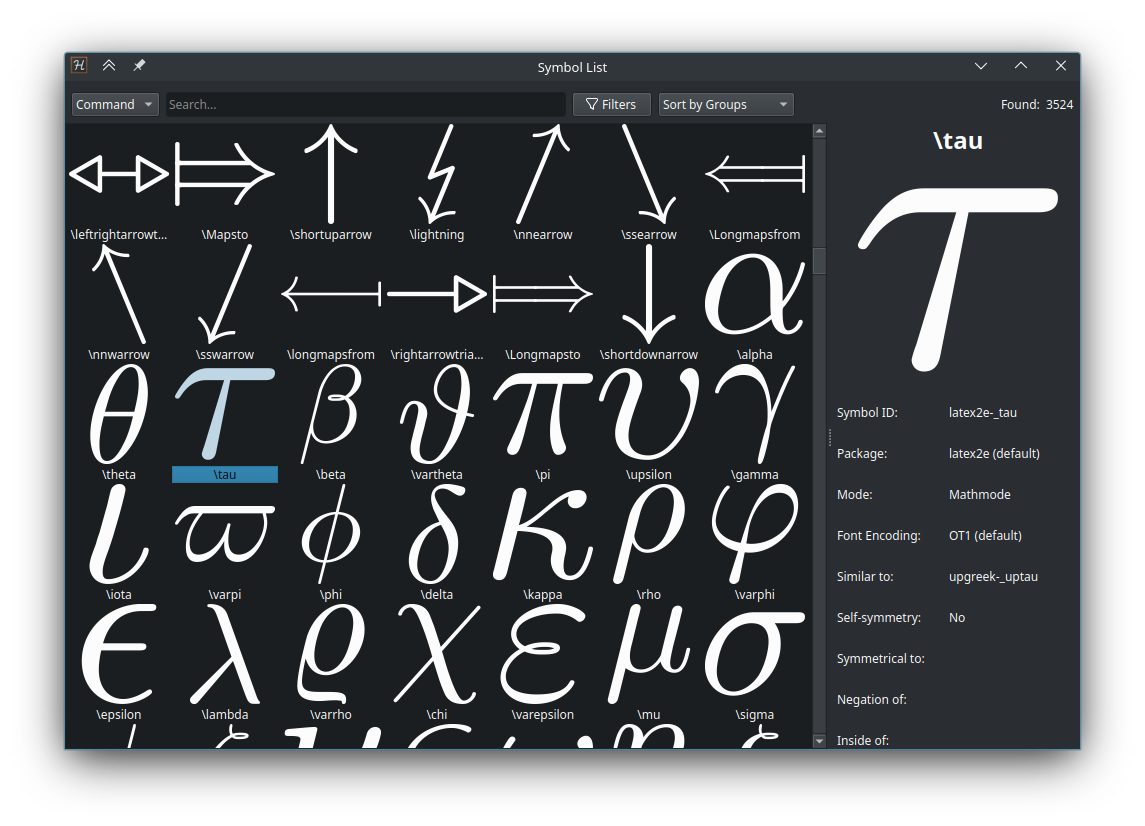 Symbol List
Command
Search...
Filters
Sort by Groups
Found: 3524
\leftrightarrowt...
\Mapsto
\shortuparrow
\lightning
\nnearrow
\ssearrow
\Longmapsfrom
α
\nnwarrow
\sswarrow
\longmapsfrom
\rightarrowtria...
\Longmapsto
\shortdownarrow
\alpha
θ τ β ϑ π υ γ
\theta
\tau
\beta
\vartheta
\pi
\upsilon
\gamma
ι ϖ ϕ δ κ ρ φ
\iota
\varpi
\phi
\delta
\kappa
\rho
\varphi
ϵ λ ϱ χ ε μ σ
\epsilon
\lambda
\varrho
\chi
\varepsilon
\mu
\sigma
\tau
τ
Symbol ID: latex2e-_tau
Package: latex2e (default)
Mode: Mathmode
Font Encoding: OT1 (default)
Similar to: upgreek-_uptau
Self-symmetry: No
Symmetrical to:
Negation of:
Inside of: